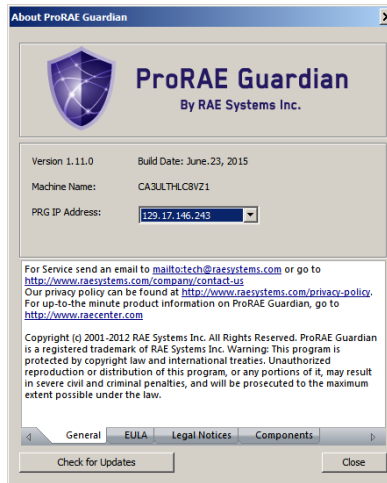 About ProRAE Guardian
ProRAE Guardian
By RAE Systems Inc.
Version 1.11.0 Build Date: June.23, 2015
Machine Name: CA3ULTHLC8VZ1
PRG IP Address: 129.17.146.243
For Service send an email to mailto:tech@raesystems.com or go to
http://www.raesystems.com/company/contact-us
Our privacy policy can be found at http://www.raesystems.com/privacy-policy.
For up-to-the minute product information on ProRAE Guardian, go to
http://www.raecenter.com
Copyright (c) 2001-2012 RAE Systems Inc. All Rights Reserved. ProRAE Guardian
is a registered trademark of RAE Systems Inc. Warning: This program is
protected by copyright law and international treaties. Unauthorized
reproduction or distribution of this program, or any portions of it, may result
in severe civil and criminal penalties, and will be prosecuted to the maximum
extent possible under the law.
General EULA Legal Notices Components
Check for Updates Close